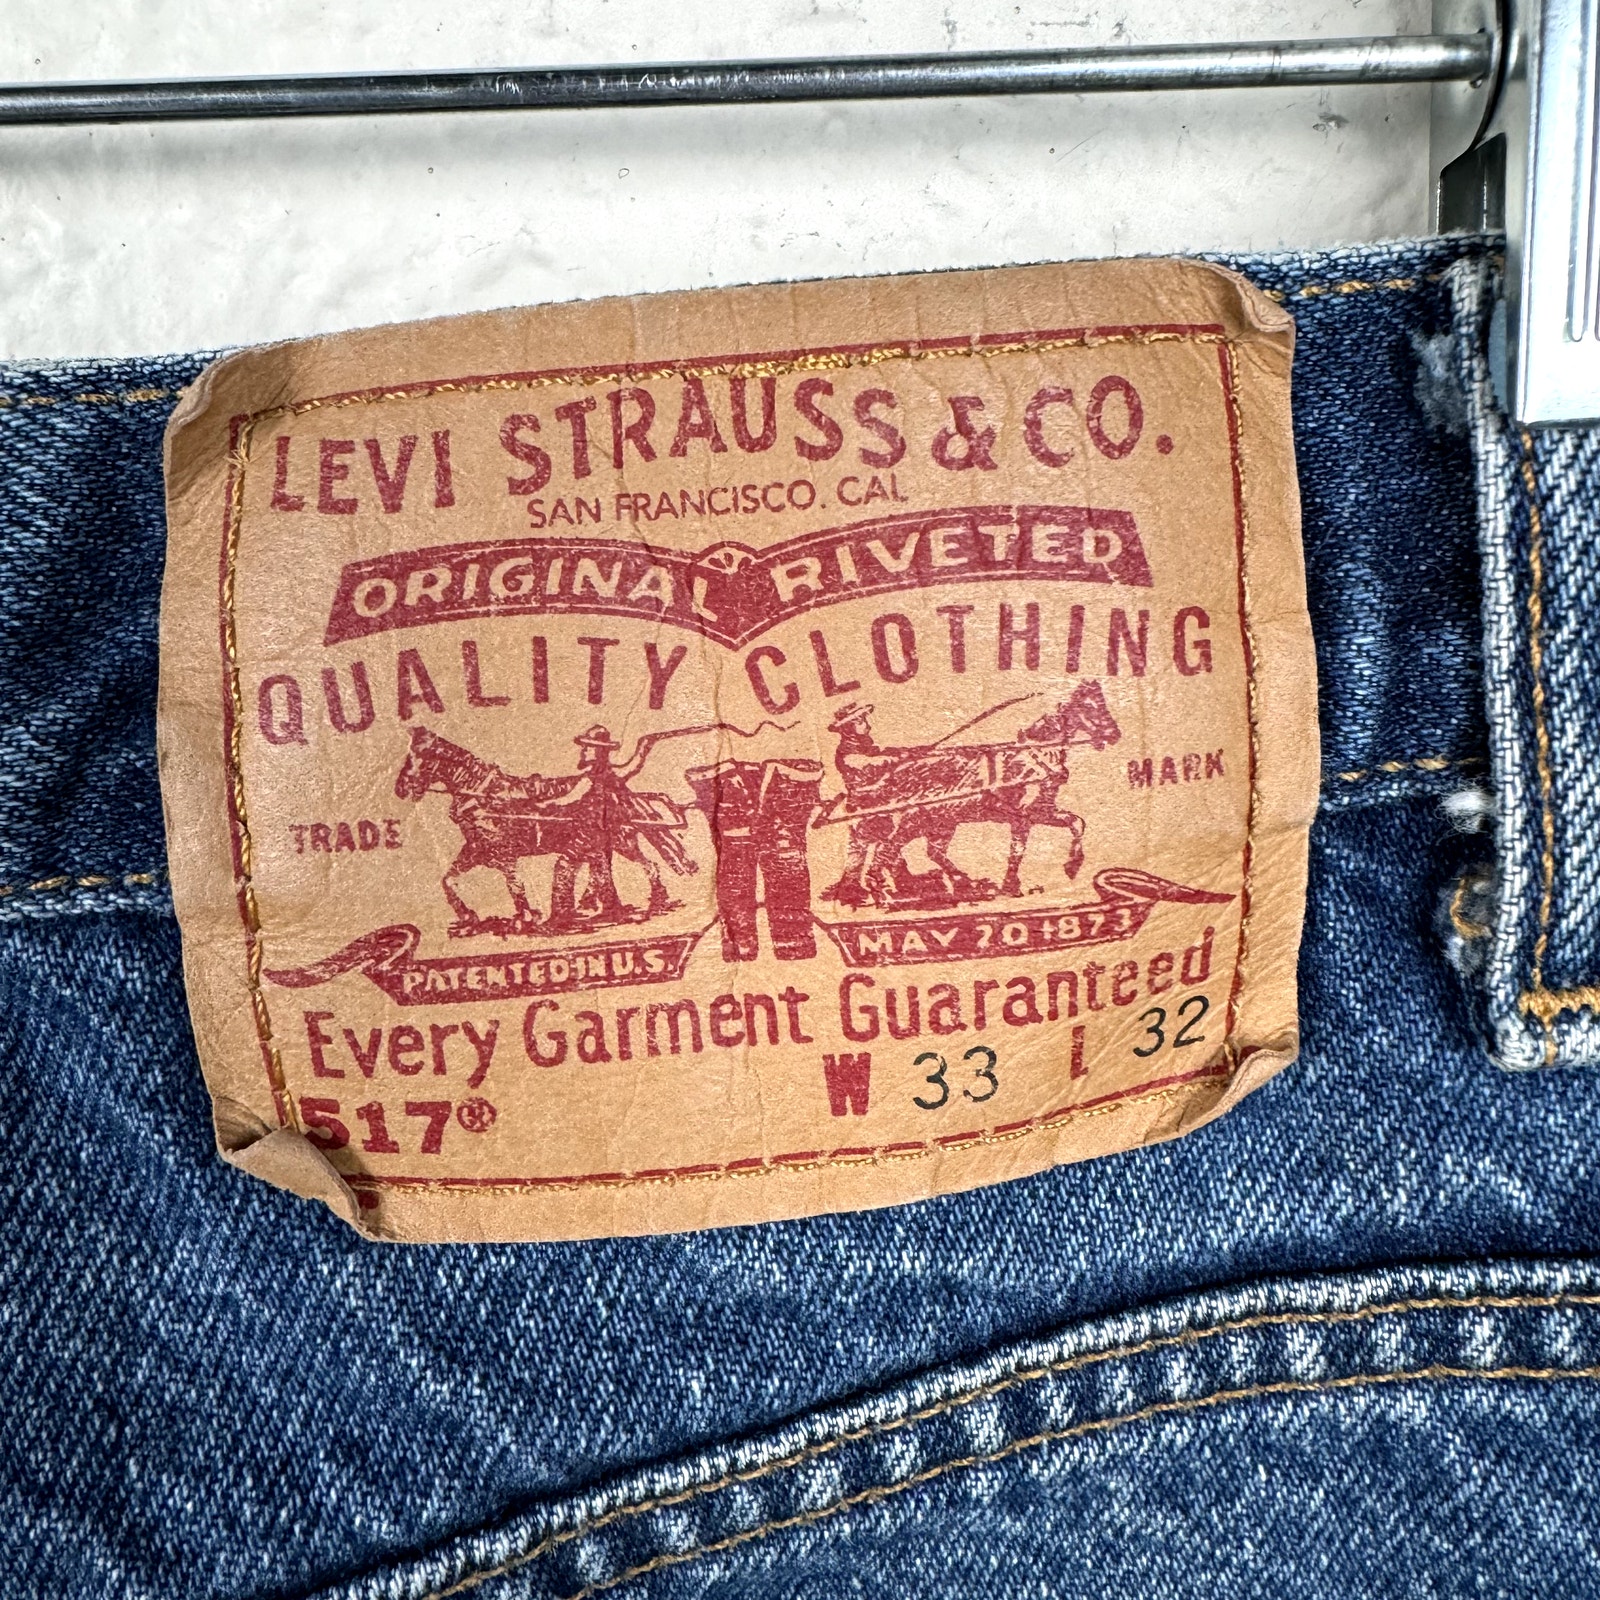 LEVI STRAUSS & CO.
SAN FRANCISCO. CAL
ORIGINAL RIVETED
QUALITY CLOTHING
TRADE MARK
PATENTED IN U.S. MAY 20 1873
Every Garment Guaranteed
517® W 33 L 32